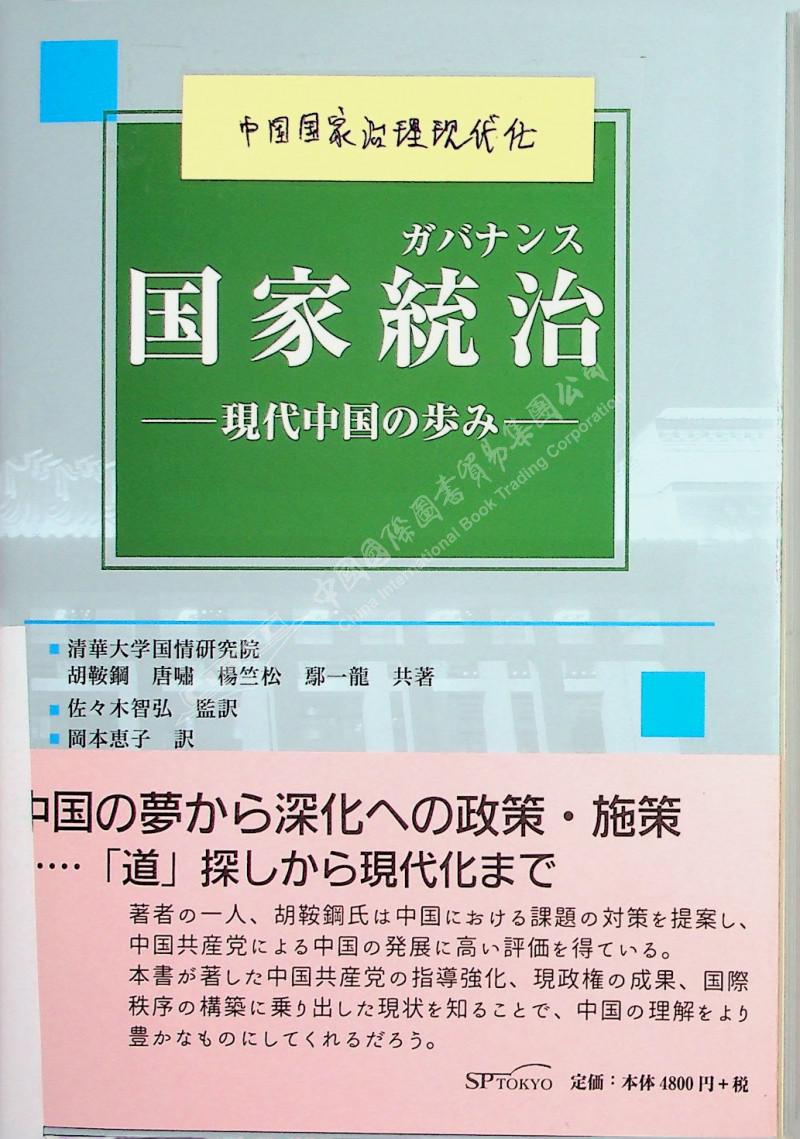 中国国家治理现代化
ガバナンス
国家統治
——現代中国の歩み——
中國國際圖書貿易集團公司
China International Book Trading Corporation
■ 清華大学国情研究院
胡鞍鋼 唐嘯 楊竺松 鄢一龍 共著
■ 佐々木智弘 監訳
■ 岡本恵子 訳
中国の夢から深化への政策・施策
····「道」探しから現代化まで
著者の一人、胡鞍鋼氏は中国における課題の対策を提案し、
中国共産党による中国の発展に高い評価を得ている。
本書が著した中国共産党の指導強化、現政権の成果、国際
秩序の構築に乗り出した現状を知ることで、中国の理解をより
豊かなものにしてくれるだろう。
SP TOKYO 定価：本体4800円＋税